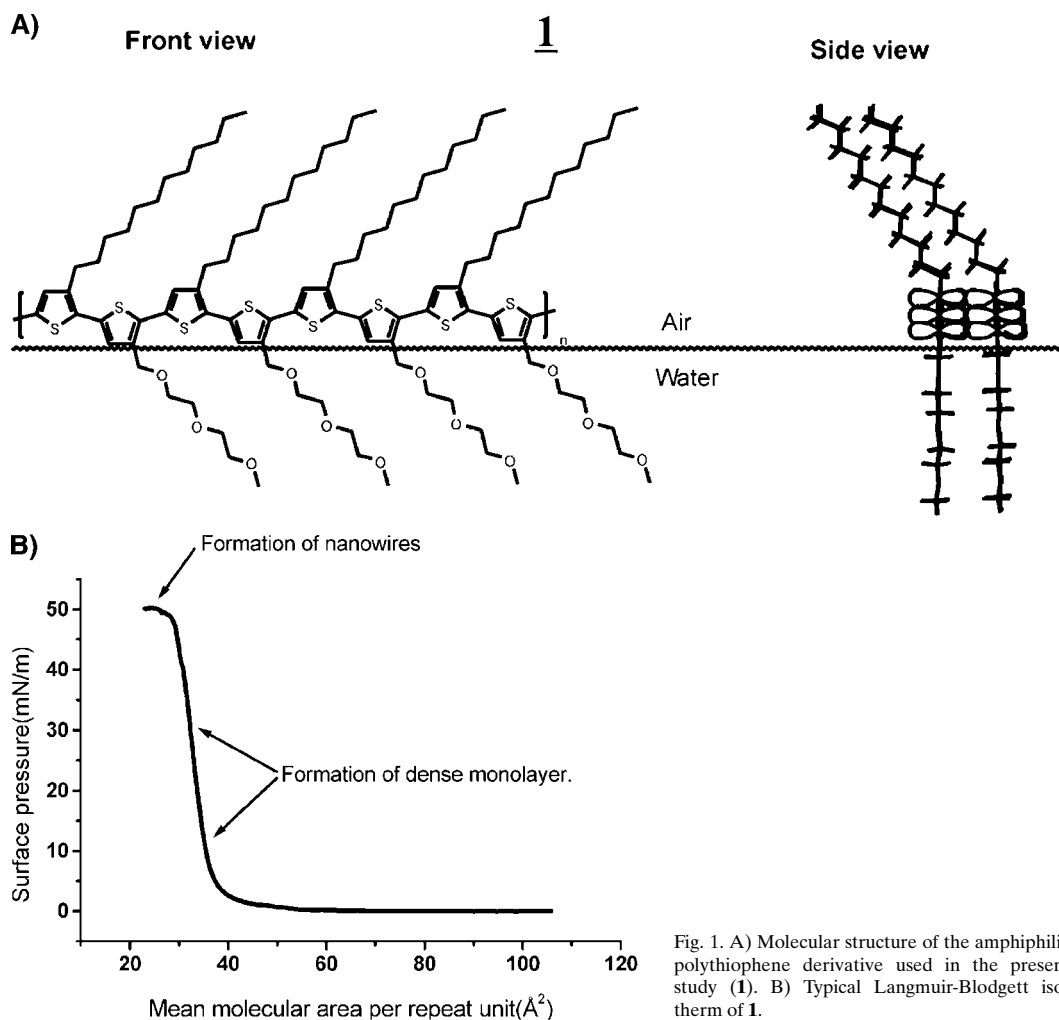 A)
Front view
1
Side view
S S S S S S S S
n
Air
Water
O O O O
O O O O
O O O O
B)
Formation of nanowires
Surface pressure(mN/m)
50
40
30
20
10
0
Formation of dense monolayer.
20 40 60 80 100 120
Mean molecular area per repeat unit(Å²)
Fig. 1. A) Molecular structure of the amphiphili
polythiophene derivative used in the presen
study (1). B) Typical Langmuir-Blodgett iso
therm of 1.